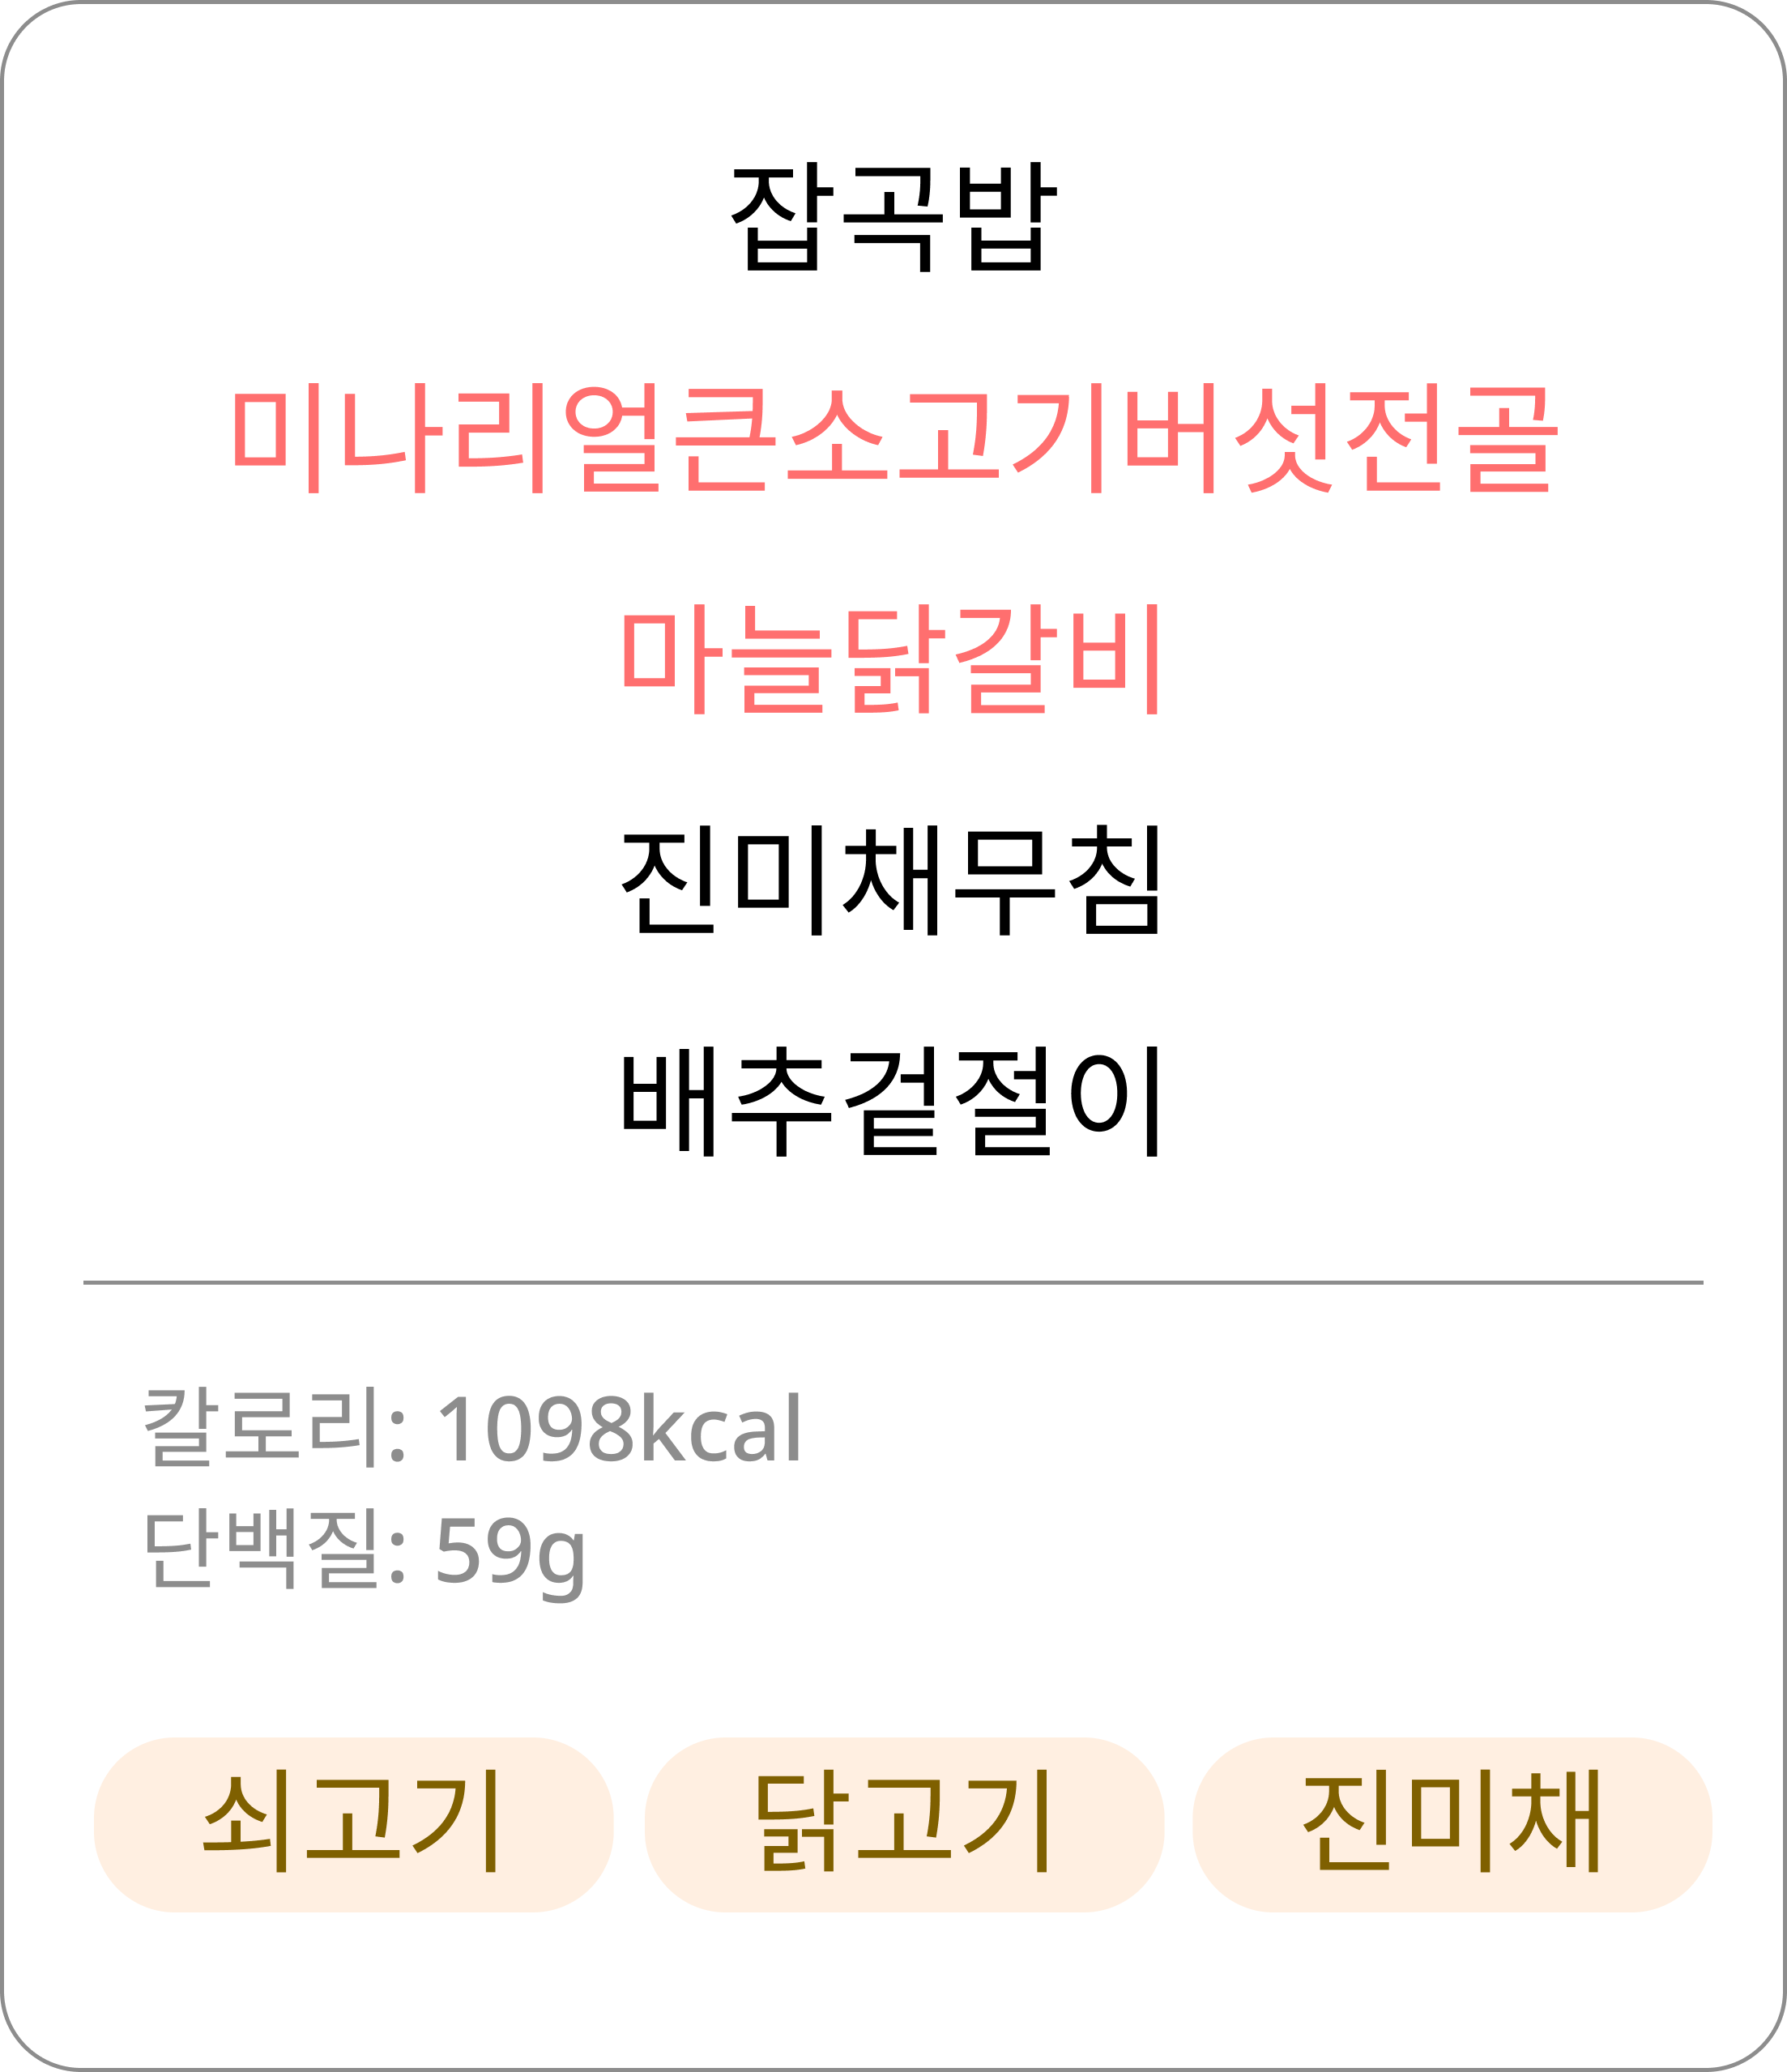 잡곡밥
미나리얼큰소고기버섯전골
마늘닭갈비
진미채무침
배추겉절이
칼로리: 1098kcal
단백질: 59g
쇠고기 닭고기 진미채